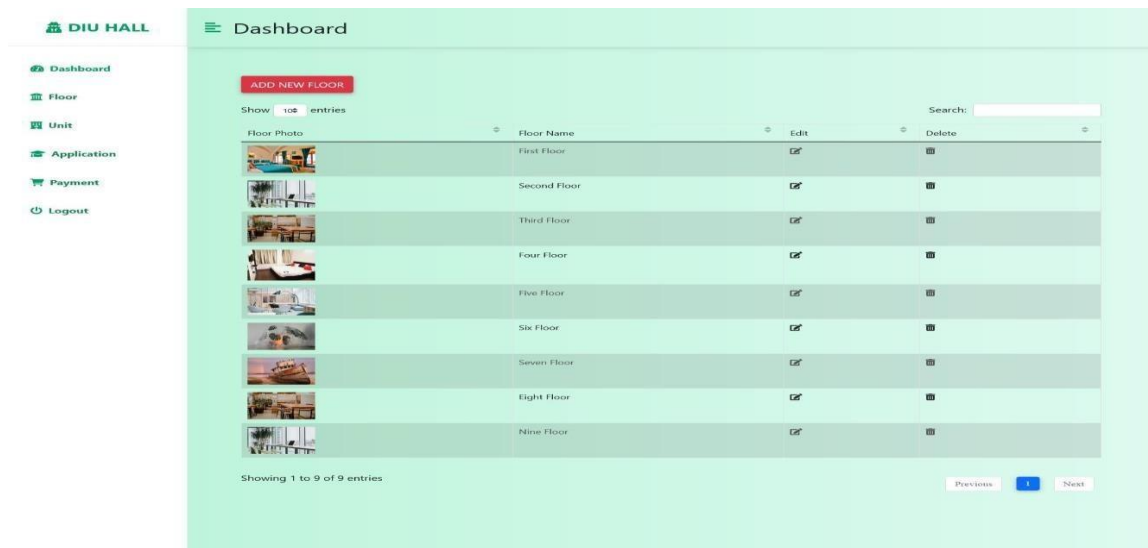 DIU HALL
Dashboard
Dashboard
Floor
Unit
Application
Payment
Logout
ADD NEW FLOOR
Show 10 entries Search:
Floor Photo Floor Name Edit Delete
First Floor
Second Floor
Third Floor
Four Floor
Five Floor
Six Floor
Seven Floor
Eight Floor
Nine Floor
Showing 1 to 9 of 9 entries
Previous 1 Next